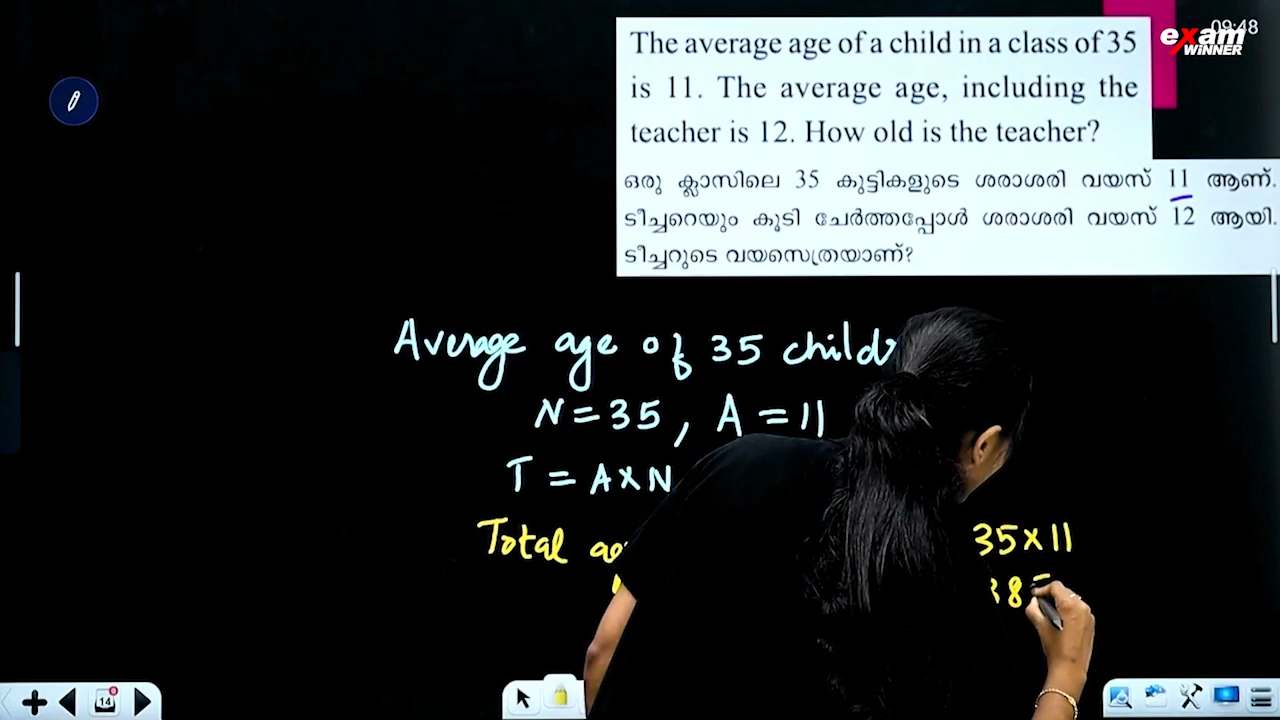 09:48
exam
WINNER
The average age of a child in a class of 35
is 11. The average age, including the
teacher is 12. How old is the teacher?
ഒരു ക്ലാസിലെ 35 കുട്ടികളുടെ ശരാശരി വയസ് 11 ആണ്.
ടീച്ചറെയും കൂടി ചേർത്തപ്പോൾ ശരാശരി വയസ് 12 ആയി.
ടീച്ചറുടെ വയസെത്രയാണ്?
Average age of 35 child
N = 35, A = 11
T = A × N
Total 35 × 11
14